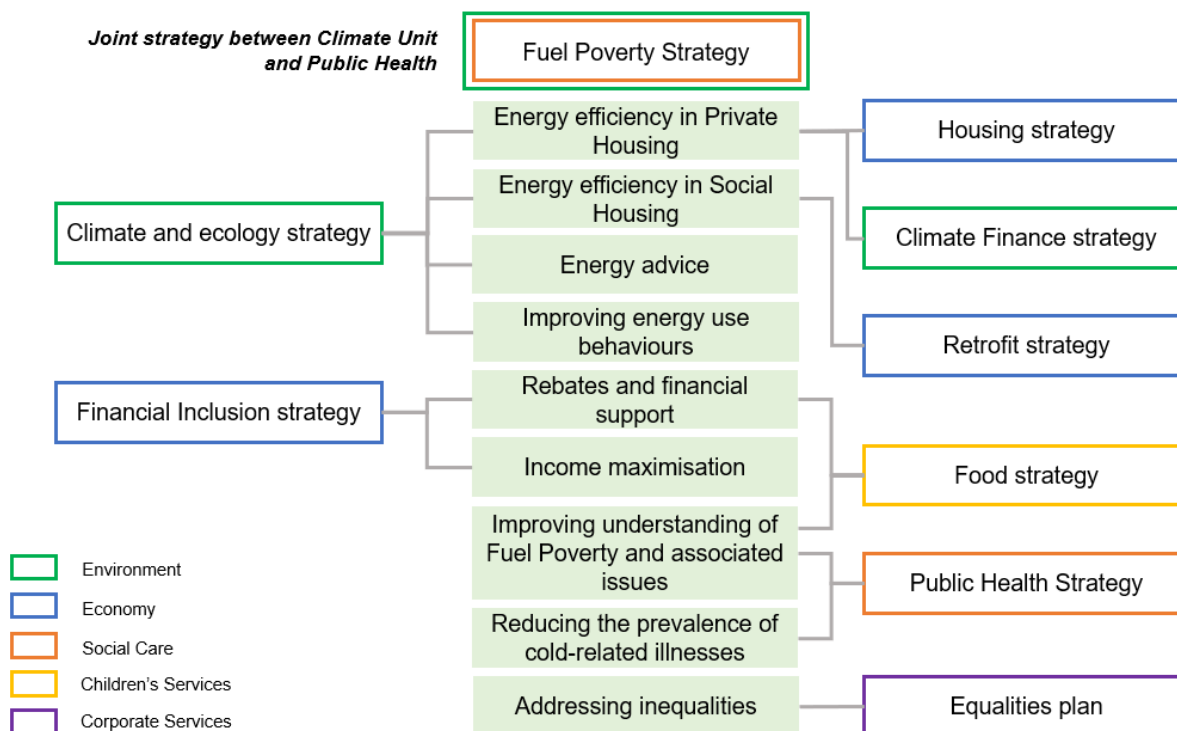 Joint strategy between Climate Unit
and Public Health
Fuel Poverty Strategy
Energy efficiency in Private
Housing
Housing strategy
Energy efficiency in Social
Housing
Climate and ecology strategy
Climate Finance strategy
Energy advice
Improving energy use
behaviours
Retrofit strategy
Rebates and financial
support
Financial Inclusion strategy
Income maximisation
Food strategy
Improving understanding of
Fuel Poverty and associated
issues
Public Health Strategy
Reducing the prevalence of
cold-related illnesses
Addressing inequalities
Equalities plan
Environment
Economy
Social Care
Children's Services
Corporate Services